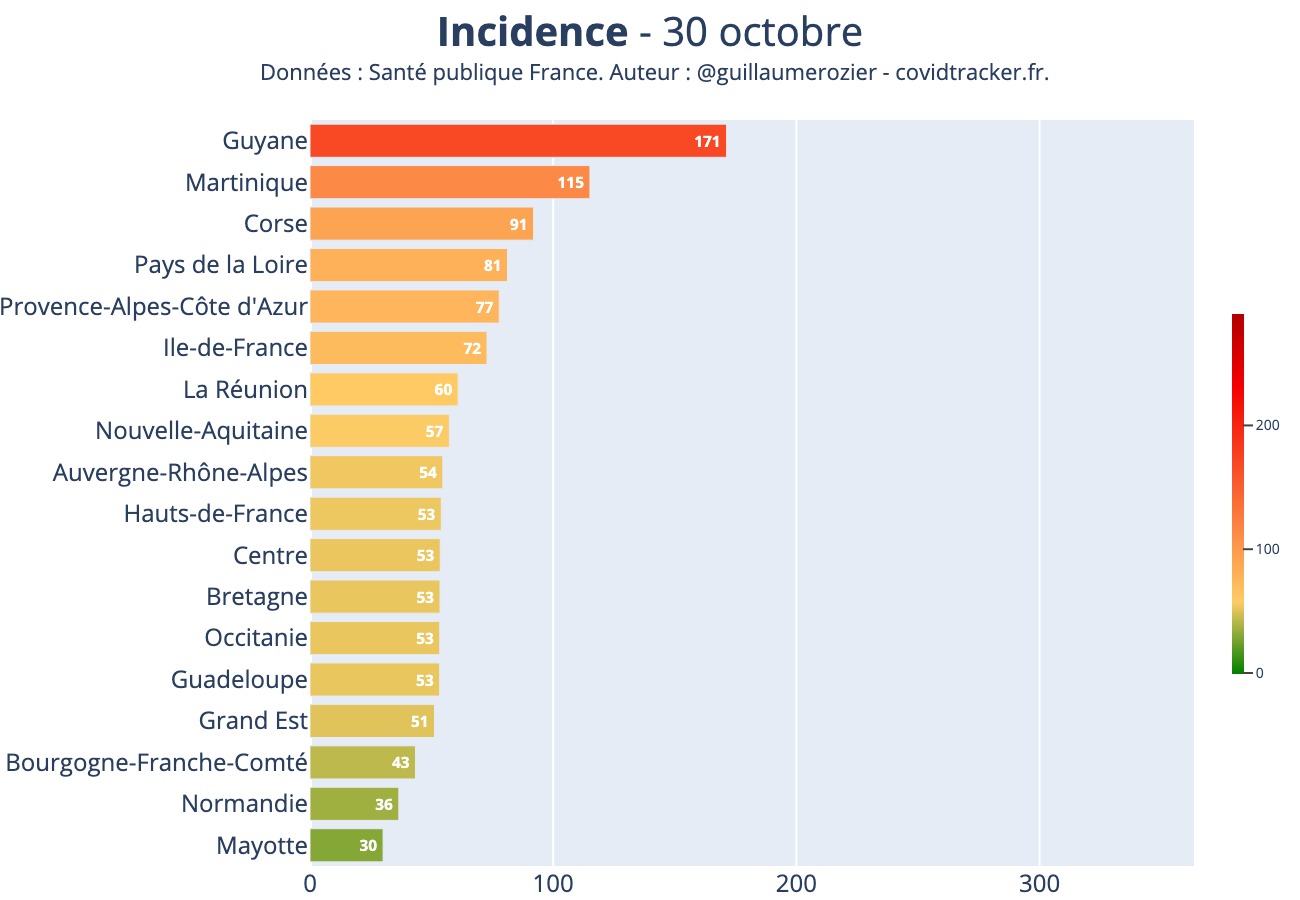 Incidence - 30 octobre
Données : Santé publique France. Auteur : @guillaumerozier - covidtracker.fr.
Guyane 171
Martinique 115
Corse 91
Pays de la Loire 81
Provence-Alpes-Côte d'Azur 77
Ile-de-France 72
La Réunion 60
Nouvelle-Aquitaine 57
Auvergne-Rhône-Alpes 54
Hauts-de-France 53
Centre 53
Bretagne 53
Occitanie 53
Guadeloupe 53
Grand Est 51
Bourgogne-Franche-Comté 43
Normandie 36
Mayotte 30
0 100 200 300
200
100
0